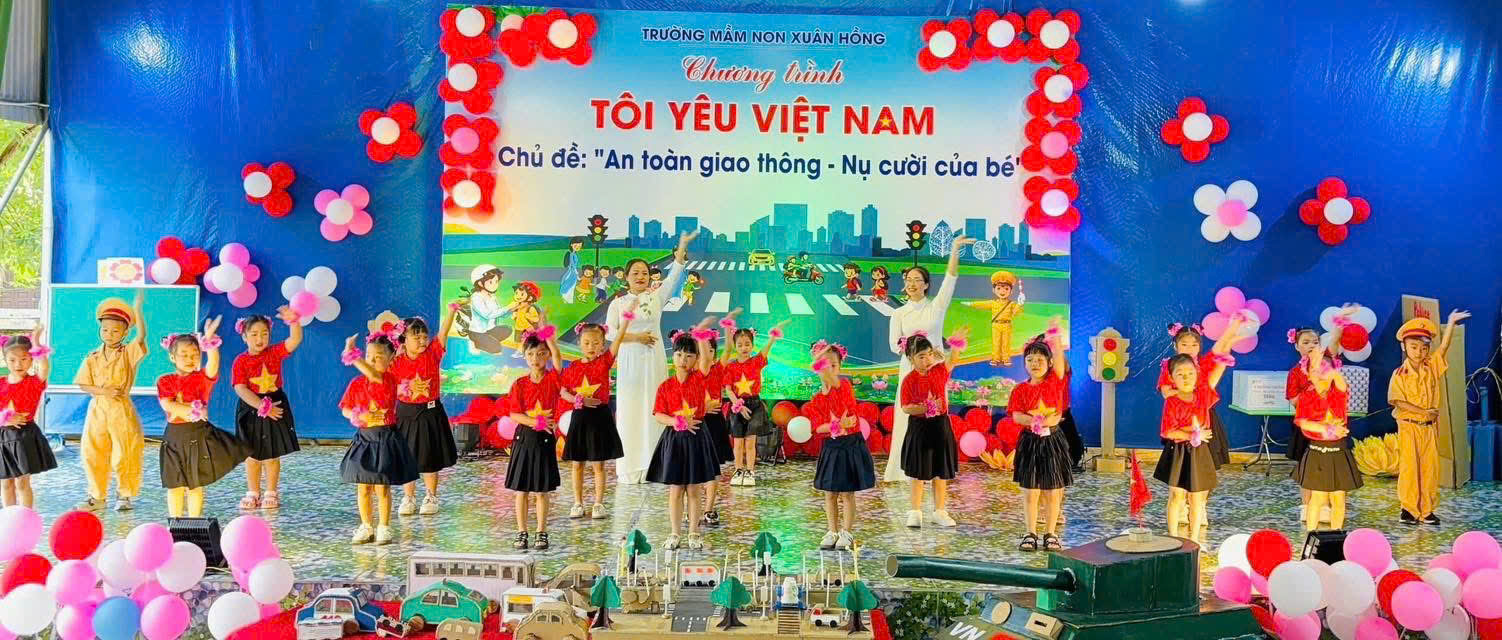 TRƯỜNG MẦM NON XUÂN HỒNG
Chương trình
TÔI YÊU VIỆT NAM
Chủ đề: "An toàn giao thông - Nụ cười của bé"
VN